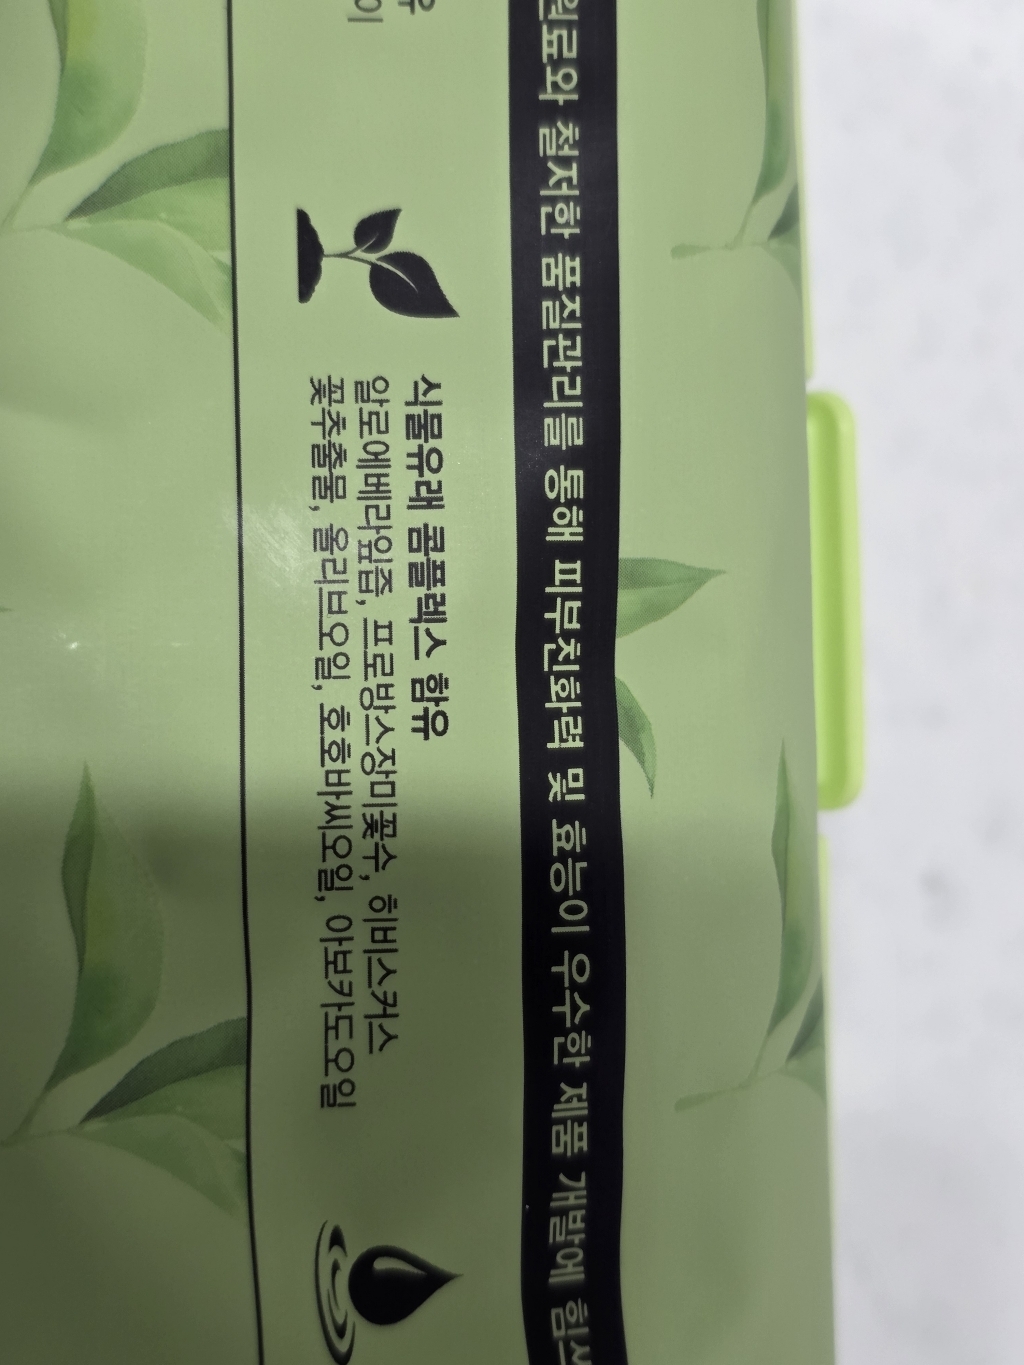 원료와 철저한 품질관리를 통해 피부친화력 및 효능이 우수한 제품 개발에 힘
유
이
식물유래 콤플렉스 함유
알로에베라잎즙, 프로방스장미꽃수, 히비스커스
꽃추출물, 올리브오일, 호호바씨오일, 아보카도오일